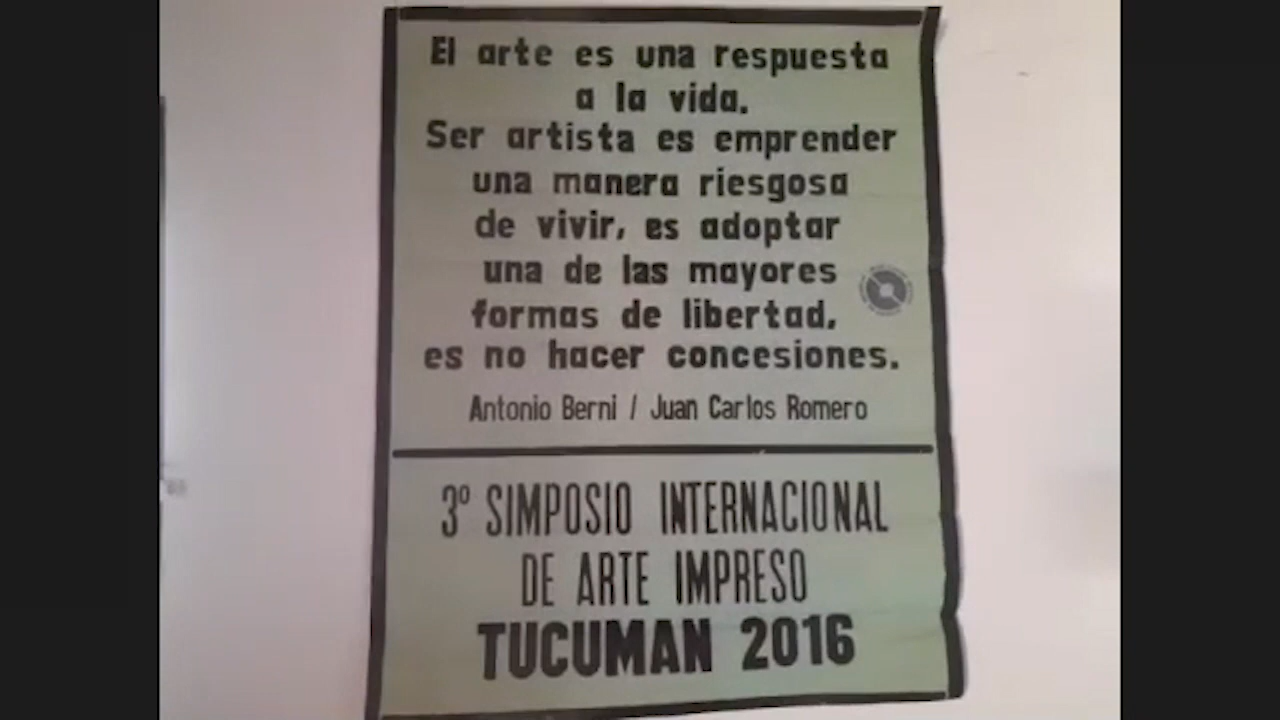 El arte es una respuesta
a la vida.
Ser artista es emprender
una manera riesgosa
de vivir, es adoptar
una de las mayores
formas de libertad,
es no hacer concesiones.
Antonio Berni / Juan Carlos Romero
3º SIMPOSIO INTERNACIONAL
DE ARTE IMPRESO
TUCUMAN 2016